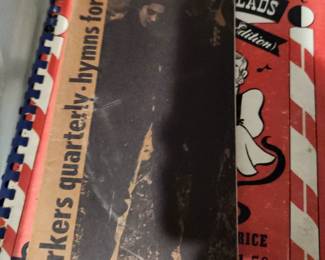 rkers quarterly · hymns for
LADS
Edition)
RICE